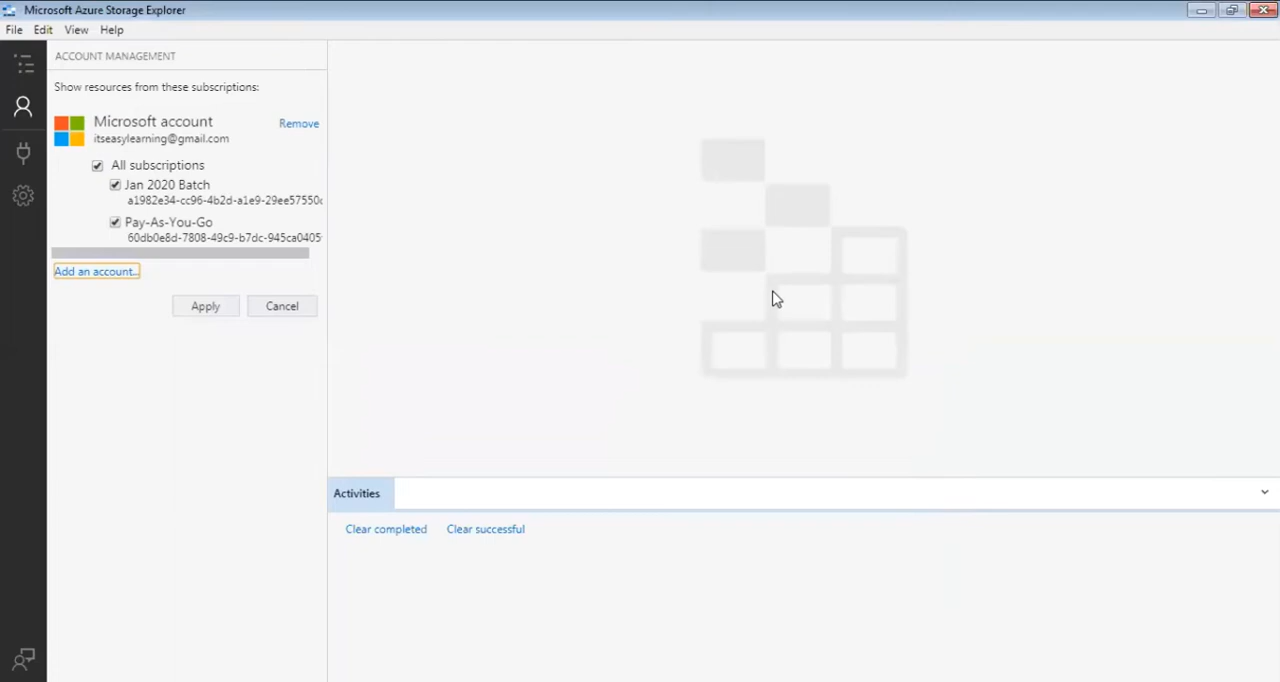 Microsoft Azure Storage Explorer
File Edit View Help
ACCOUNT MANAGEMENT
Show resources from these subscriptions:
Microsoft account
Remove
itseasylearning@gmail.com
All subscriptions
Jan 2020 Batch
a1982e34-cc96-4b2d-a1e9-29ee57550c
Pay-As-You-Go
60db0e8d-7808-49c9-b7dc-945ca0405
Add an account...
Apply Cancel
Activities
Clear completed Clear successful